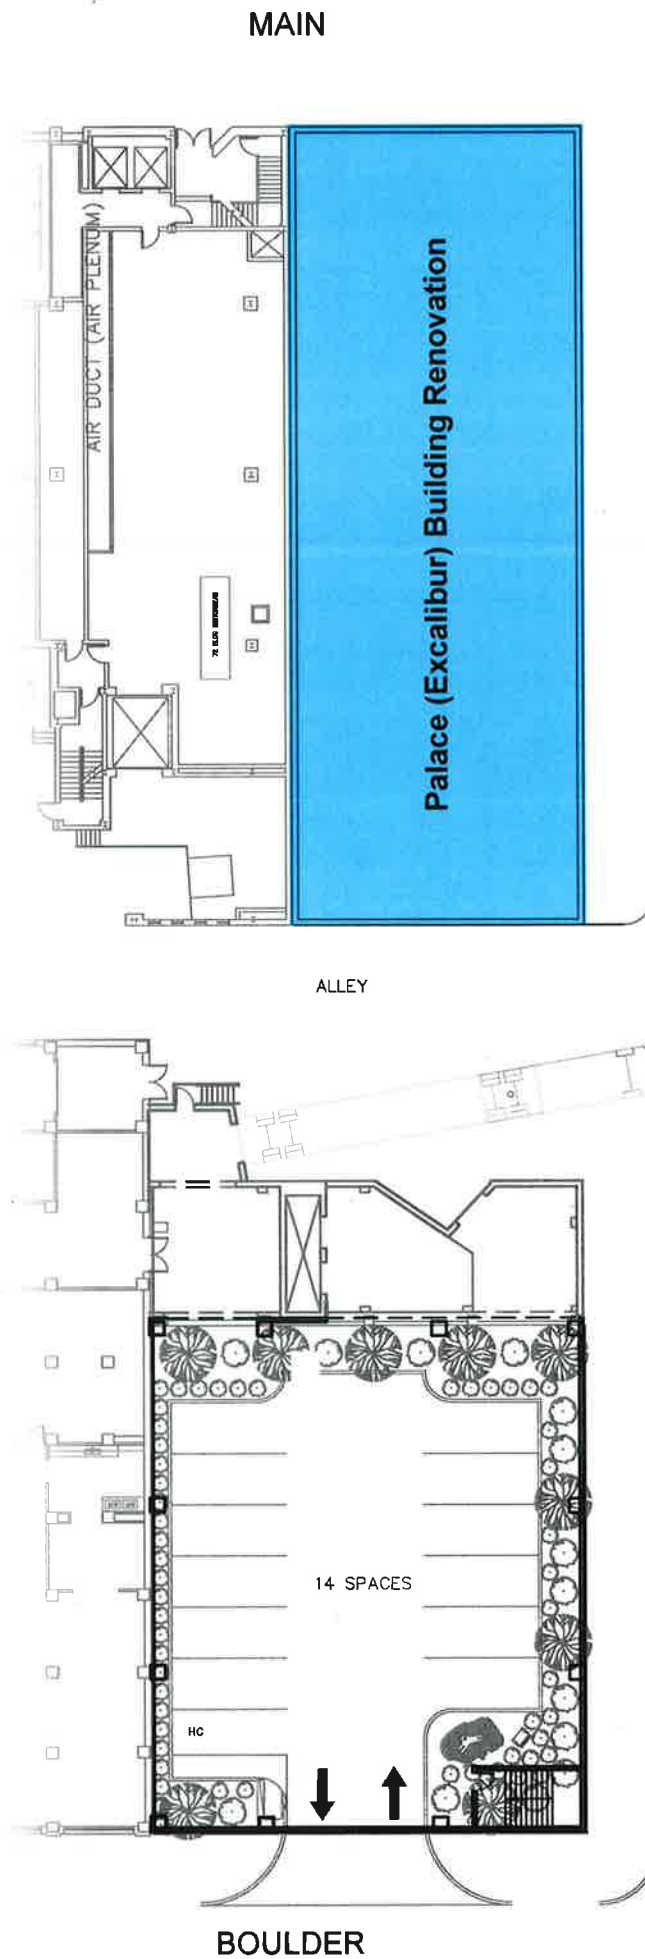 MAIN
AIR DUCT (AIR PLENUM)
Palace (Excalibur) Building Renovation
ALLEY
14 SPACES
HC
BOULDER